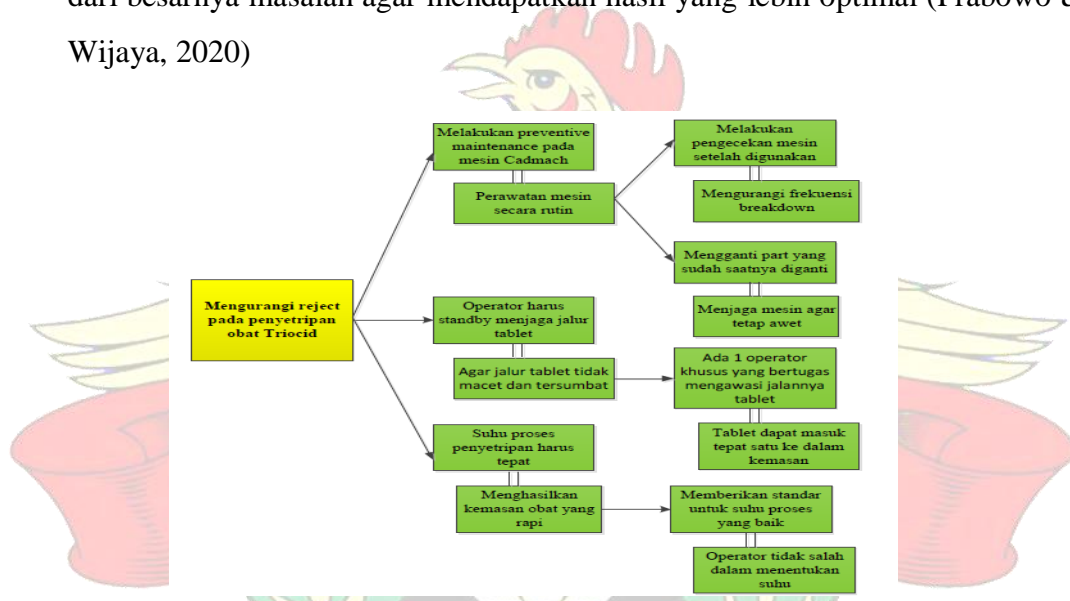 Wijaya, 2020)
Melakukan preventive
maintenance pada
mesin Cadmach
Perawatan mesin
secara rutin
Melakukan
pengecekan mesin
setelah digunakan
Mengurangi frekuensi
breakdown
Mengganti part yang
sudah saatnya diganti
Menjaga mesin agar
tetap awet
Mengurangi reject
pada penyetripan
obat Triocid
Operator harus
standby menjaga jalur
tablet
Agar jalur tablet tidak
macet dan tersumbat
Ada 1 operator
khusus yang bertugas
mengawasi jalannya
tablet
Tablet dapat masuk
tepat satu ke dalam
kemasan
Suhu proses
penyetripan harus
tepat
Menghasilkan
kemasan obat yang
rapi
Memberikan standar
untuk suhu proses
yang baik
Operator tidak salah
dalam menentukan
suhu